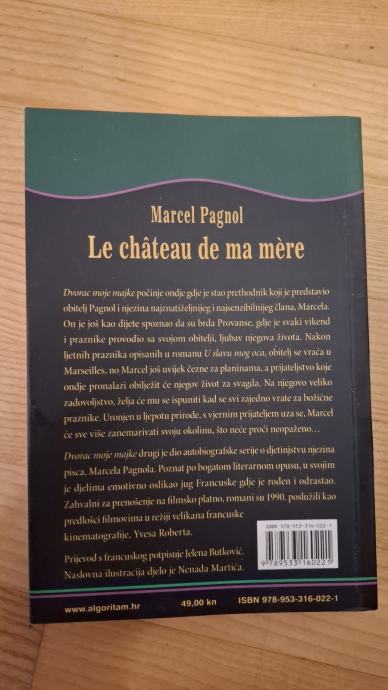 Marcel Pagnol
Le château de ma mère
Dvorac moje majke počinje ondje gdje je stao prethodnik koji je predstavio
obitelj Pagnol i njezina najznatiželjnijeg i najsenzibilnijeg člana, Marcela.
On je još kao dijete spoznao da su brda Provanse, gdje je svaki vikend
i praznike provodio sa svojom obitelji, ljubav njegova života. Nakon
ljetnih praznika opisanih u romanu U slavu mog oca, obitelj se vraća u
Marseilles, no Marcel još uvijek čezne za planinama, a prijateljstvo koje
ondje pronalazi obilježit će njegov život za svagda. Na njegovo veliko
zadovoljstvo, želja će mu se ispuniti kad se svi zajedno vrate za božićne
praznike. Uronjen u ljepotu prirode, s vjernim prijateljem uza se, Marcel
će sve više zanemarivati svoju okolinu, što neće proći neopaženo...
Dvorac moje majke drugi je dio autobiografske serije o djetinjstvu njezina
pisca, Marcela Pagnola. Poznat po bogatom literarnom opusu, u svojim
je djelima emotivno oslikao jug Francuske gdje je rođen i odrastao.
Zahvalni za prenošenje na filmsko platno, romani su 1990. poslužili kao
predlošci filmovima u režiji velikana francuske
kinematografije, Yvesa Roberta.
Prijevod s francuskog potpisuje Jelena Butković.
Naslovna ilustracija djelo je Nenada Martića.
ISBN 978-953-316-022-1
9 789533 160221
www.algoritam.hr 49,00 kn ISBN 978-953-316-022-1